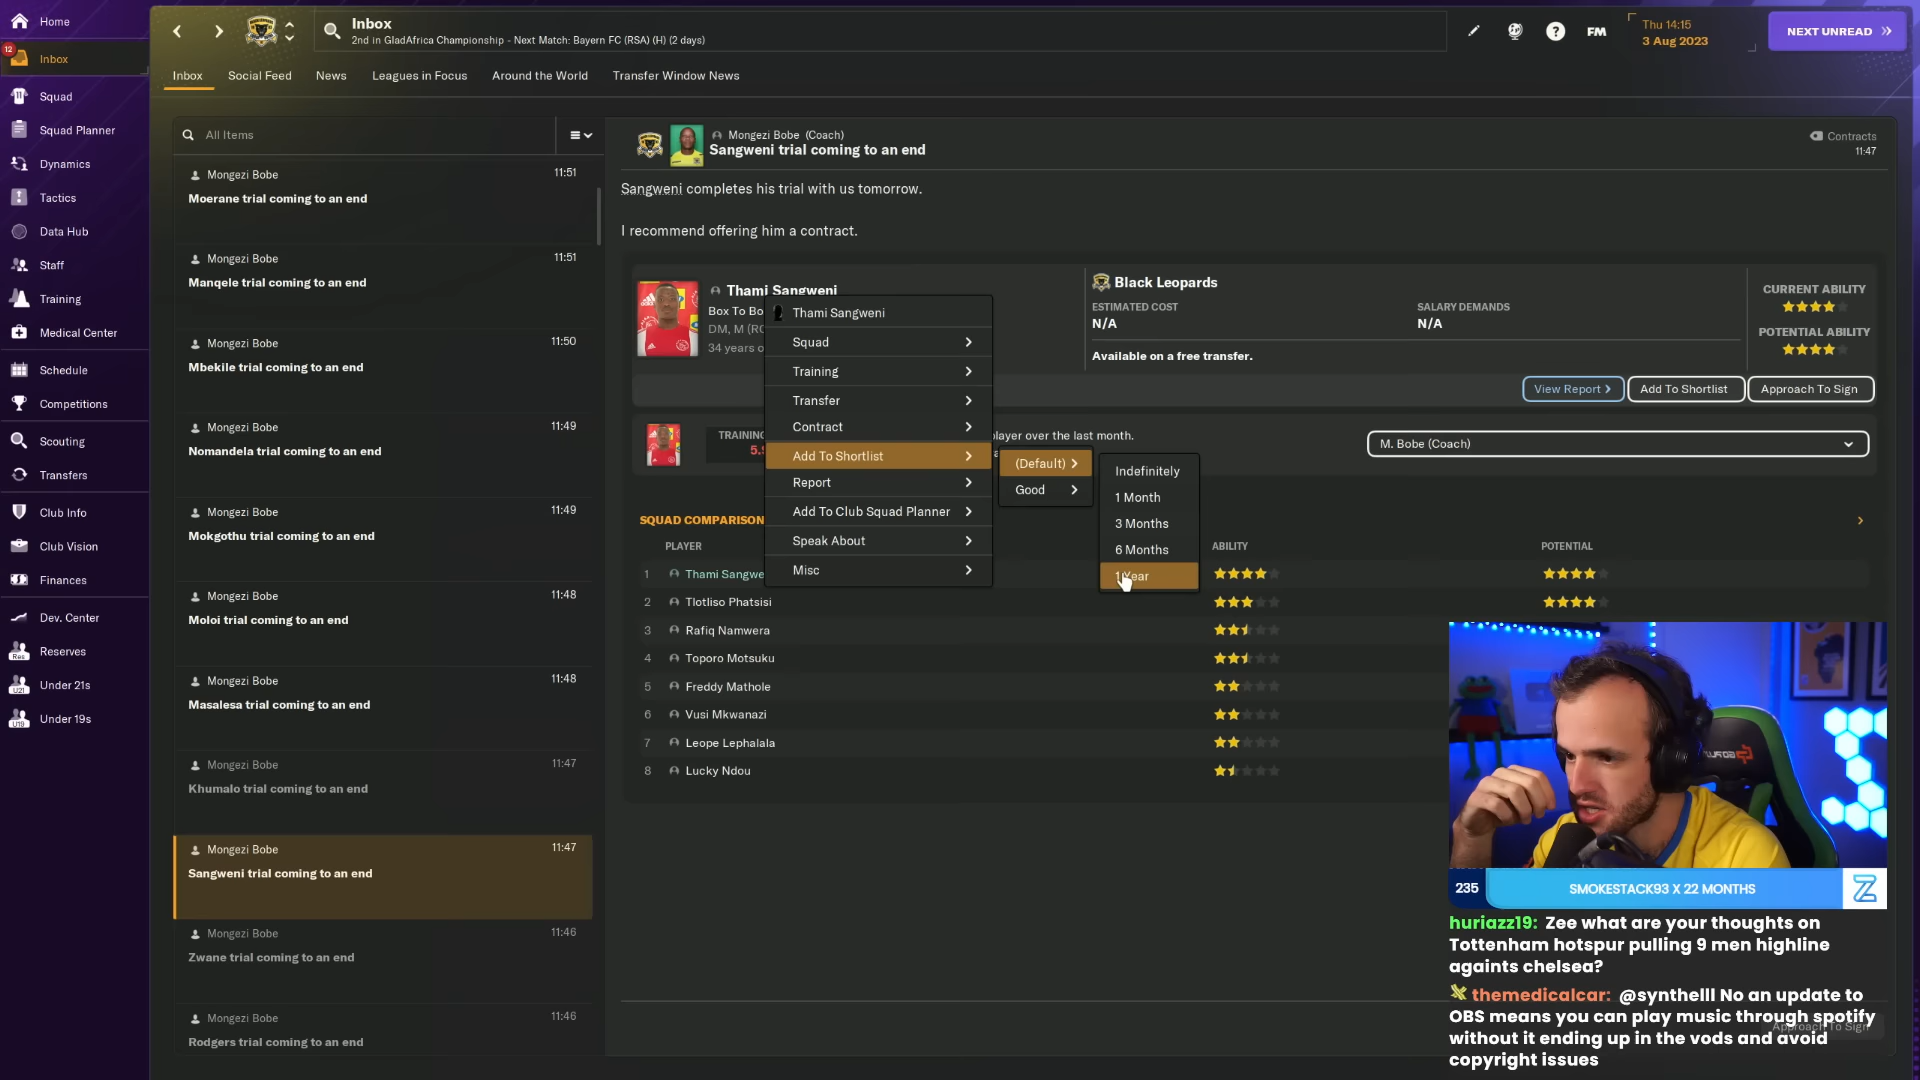 Home
12
Inbox
Squad
Squad Planner
Dynamics
Tactics
Data Hub
Staff
Training
Medical Center
Schedule
Competitions
Scouting
Transfers
Club Info
Club Vision
Finances
Dev. Center
Reserves
Under 21s
Under 19s
Inbox
2nd in GladAfrica Championship - Next Match: Bayern FC (RSA) (H) (2 days)
FM
Thu 14:15
3 Aug 2023
NEXT UNREAD
Inbox Social Feed News Leagues in Focus Around the World Transfer Window News
All Items
Mongezi Bobe 11:51
Moerane trial coming to an end
Mongezi Bobe 11:51
Manqele trial coming to an end
Mongezi Bobe 11:50
Mbekile trial coming to an end
Mongezi Bobe 11:49
Nomandela trial coming to an end
Mongezi Bobe 11:49
Mokgothu trial coming to an end
Mongezi Bobe 11:48
Moloi trial coming to an end
Mongezi Bobe 11:48
Masalesa trial coming to an end
Mongezi Bobe 11:47
Khumalo trial coming to an end
Mongezi Bobe 11:47
Sangweni trial coming to an end
Mongezi Bobe 11:46
Zwane trial coming to an end
Mongezi Bobe 11:46
Rodgers trial coming to an end
Mongezi Bobe (Coach)
Sangweni trial coming to an end
Contracts
11:47
Sangweni completes his trial with us tomorrow.
I recommend offering him a contract.
Thami Sangweni
Box To Bo
DM, M (RC
34 years o
Black Leopards
ESTIMATED COST SALARY DEMANDS
N/A N/A
Available on a free transfer.
CURRENT ABILITY
POTENTIAL ABILITY
View Report Add To Shortlist Approach To Sign
TRAINING
player over the last month.
M. Bobe (Coach)
Thami Sangweni
Squad
Training
Transfer
Contract
Add To Shortlist
Report
Add To Club Squad Planner
Speak About
Misc
(Default)
Good
Indefinitely
1 Month
3 Months
6 Months
1 Year
SQUAD COMPARISON
PLAYER ABILITY POTENTIAL
1 Thami Sangwe
2 Tlotliso Phatsisi
3 Rafiq Namwera
4 Toporo Motsuku
5 Freddy Mathole
6 Vusi Mkwanazi
7 Leope Lephalala
8 Lucky Ndou
235 SMOKESTACK93 X 22 MONTHS
huriazz19: Zee what are your thoughts on
Tottenham hotspur pulling 9 men highline
againts chelsea?
themedicalcar: @synthelll No an update to
OBS means you can play music through spotify
without it ending up in the vods and avoid
copyright issues
Approach To Sign